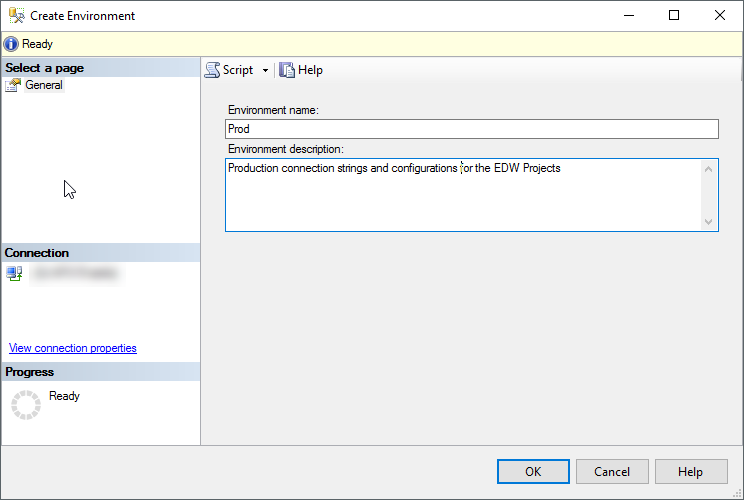 Create Environment
Ready
Select a page
General
Script
Help
Environment name:
Prod
Environment description:
Production connection strings and configurations for the EDW Projects
Connection
View connection properties
Progress
Ready
OK
Cancel
Help